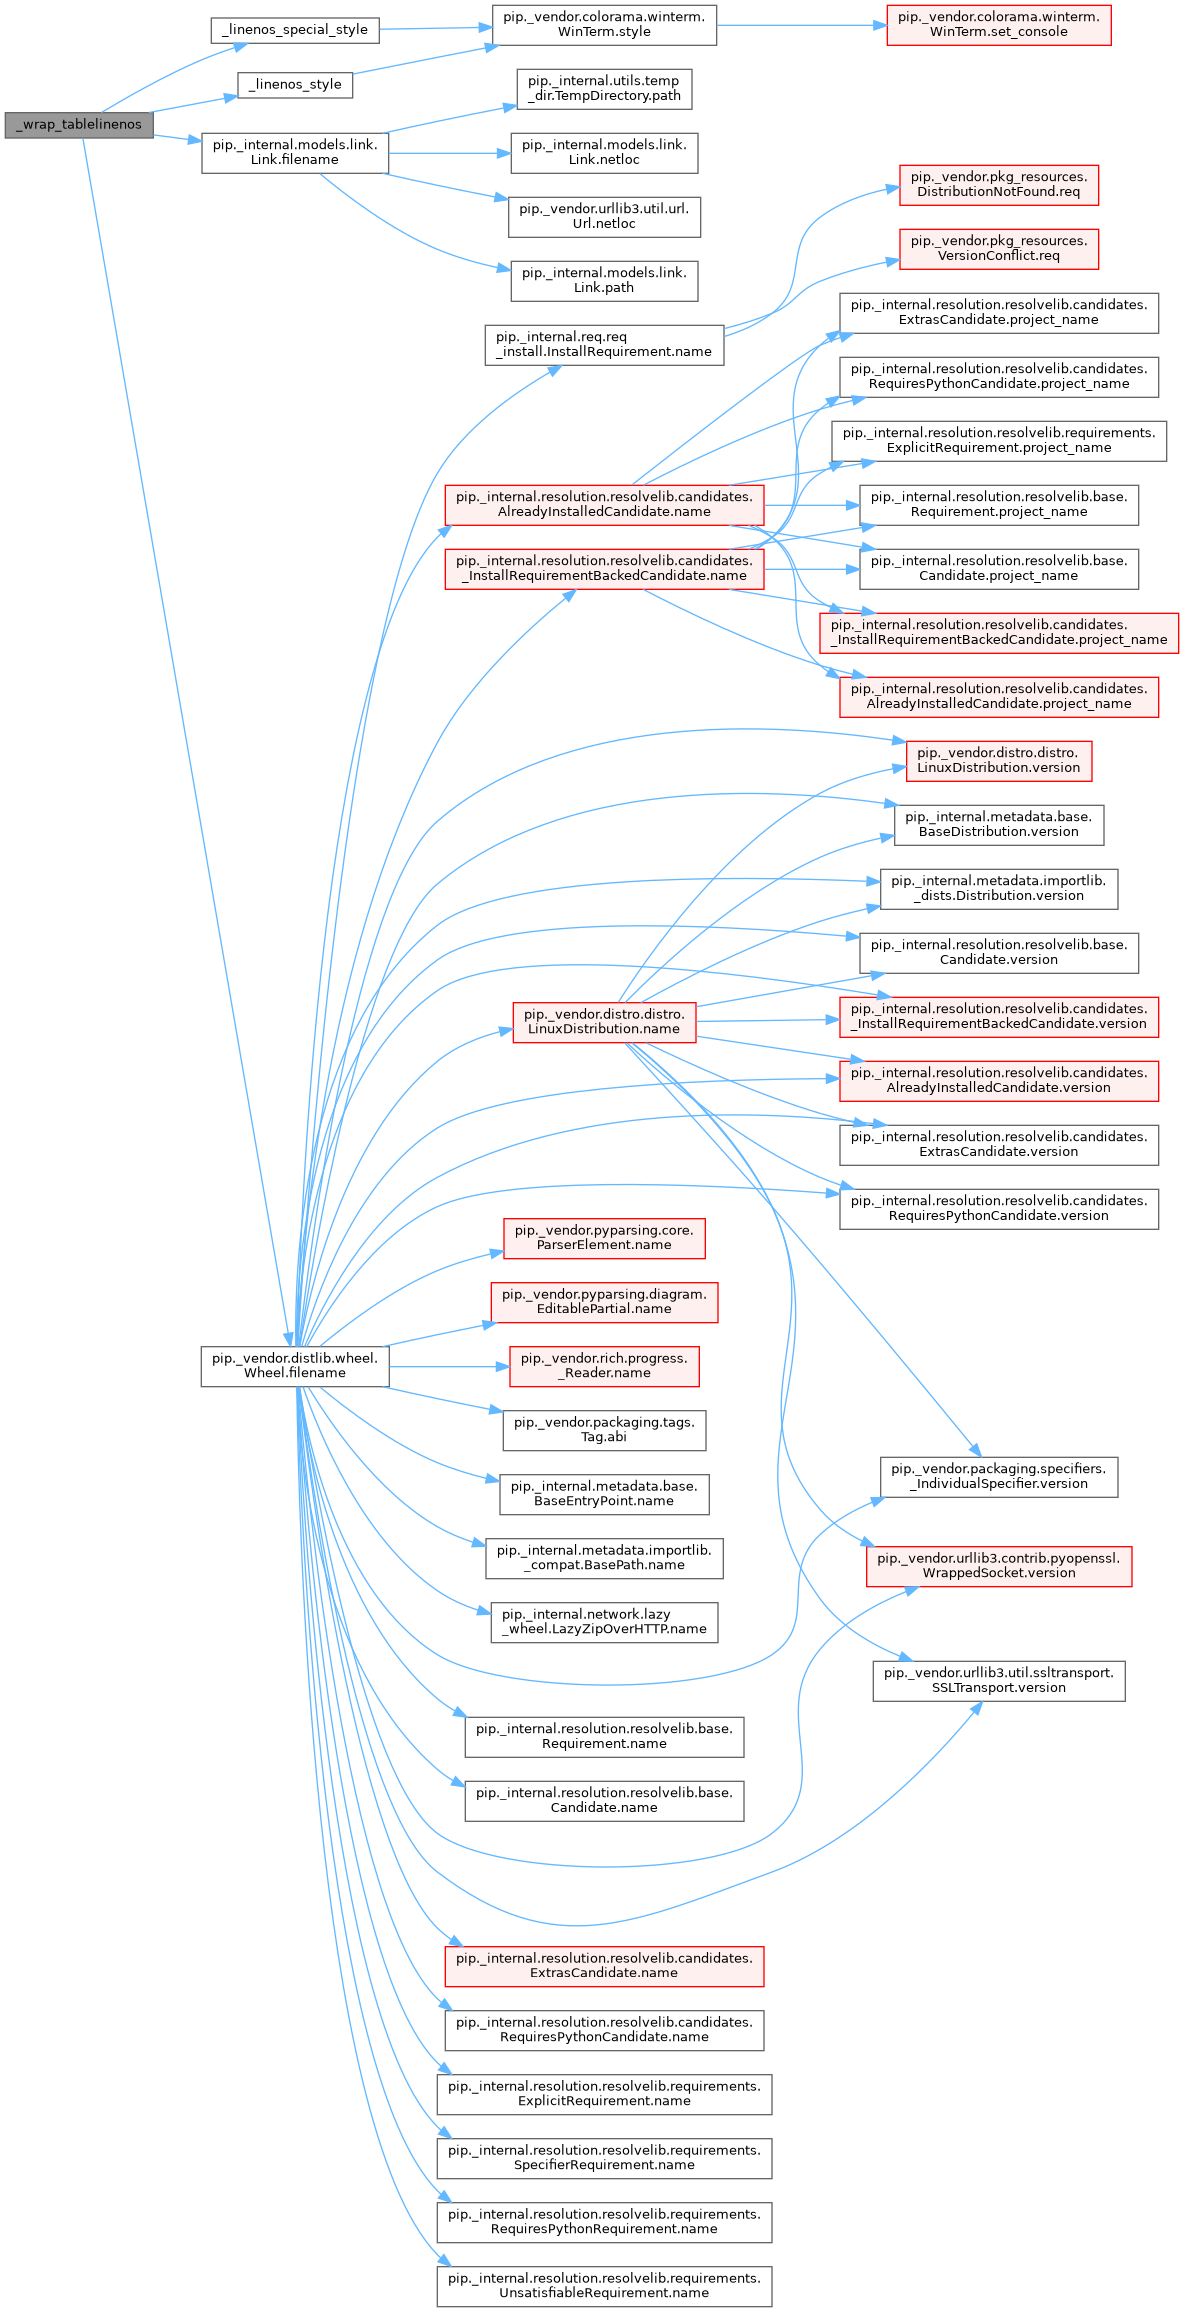 _wrap_tablelinenos
_linenos_special_style
_linenos_style
pip._internal.models.link.
Link.filename
pip._vendor.distlib.wheel.
Wheel.filename
pip._vendor.colorama.winterm.
WinTerm.style
pip._internal.utils.temp
_dir.TempDirectory.path
pip._internal.models.link.
Link.netloc
pip._vendor.urllib3.util.url.
Url.netloc
pip._internal.models.link.
Link.path
pip._internal.req.req
_install.InstallRequirement.name
pip._internal.resolution.resolvelib.candidates.
AlreadyInstalledCandidate.name
pip._internal.resolution.resolvelib.candidates.
_InstallRequirementBackedCandidate.name
pip._vendor.distro.distro.
LinuxDistribution.name
pip._vendor.pyparsing.core.
ParserElement.name
pip._vendor.pyparsing.diagram.
EditablePartial.name
pip._vendor.rich.progress.
_Reader.name
pip._vendor.packaging.tags.
Tag.abi
pip._internal.metadata.base.
BaseEntryPoint.name
pip._internal.metadata.importlib.
_compat.BasePath.name
pip._internal.network.lazy
_wheel.LazyZipOverHTTP.name
pip._internal.resolution.resolvelib.base.
Requirement.name
pip._internal.resolution.resolvelib.base.
Candidate.name
pip._internal.resolution.resolvelib.candidates.
ExtrasCandidate.name
pip._internal.resolution.resolvelib.candidates.
RequiresPythonCandidate.name
pip._internal.resolution.resolvelib.requirements.
ExplicitRequirement.name
pip._internal.resolution.resolvelib.requirements.
SpecifierRequirement.name
pip._internal.resolution.resolvelib.requirements.
RequiresPythonRequirement.name
pip._internal.resolution.resolvelib.requirements.
UnsatisfiableRequirement.name
pip._vendor.colorama.winterm.
WinTerm.set_console
pip._vendor.pkg_resources.
DistributionNotFound.req
pip._vendor.pkg_resources.
VersionConflict.req
pip._internal.resolution.resolvelib.candidates.
ExtrasCandidate.project_name
pip._internal.resolution.resolvelib.candidates.
RequiresPythonCandidate.project_name
pip._internal.resolution.resolvelib.requirements.
ExplicitRequirement.project_name
pip._internal.resolution.resolvelib.base.
Requirement.project_name
pip._internal.resolution.resolvelib.base.
Candidate.project_name
pip._internal.resolution.resolvelib.candidates.
_InstallRequirementBackedCandidate.project_name
pip._internal.resolution.resolvelib.candidates.
AlreadyInstalledCandidate.project_name
pip._vendor.distro.distro.
LinuxDistribution.version
pip._internal.metadata.base.
BaseDistribution.version
pip._internal.metadata.importlib.
_dists.Distribution.version
pip._internal.resolution.resolvelib.base.
Candidate.version
pip._internal.resolution.resolvelib.candidates.
_InstallRequirementBackedCandidate.version
pip._internal.resolution.resolvelib.candidates.
AlreadyInstalledCandidate.version
pip._internal.resolution.resolvelib.candidates.
ExtrasCandidate.version
pip._internal.resolution.resolvelib.candidates.
RequiresPythonCandidate.version
pip._vendor.packaging.specifiers.
_IndividualSpecifier.version
pip._vendor.urllib3.contrib.pyopenssl.
WrappedSocket.version
pip._vendor.urllib3.util.ssltransport.
SSLTransport.version